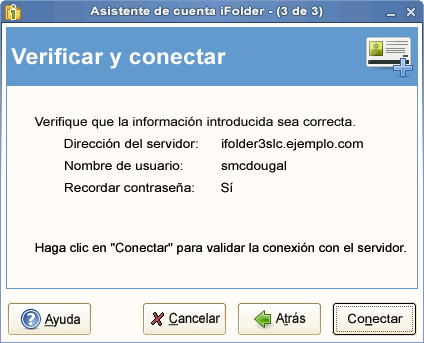 Asistente de cuenta iFolder - (3 de 3)
Verificar y conectar
Verifique que la información introducida sea correcta.
Dirección del servidor: ifolder3slc.ejemplo.com
Nombre de usuario: smcdougal
Recordar contraseña: Sí
Haga clic en "Conectar" para validar la conexión con el servidor.
Ayuda Cancelar Atrás Conectar